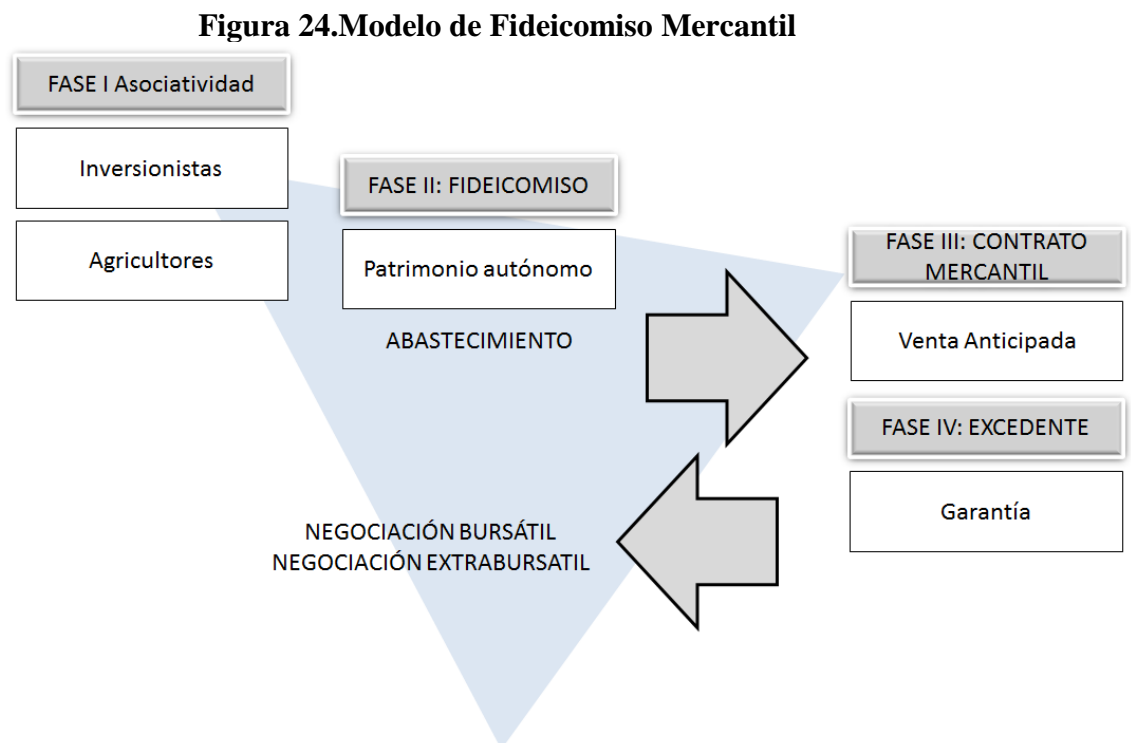 Figura 24.Modelo de Fideicomiso Mercantil
FASE I Asociatividad
Inversionistas
Agricultores
FASE II: FIDEICOMISO
Patrimonio autónomo
ABASTECIMIENTO
FASE III: CONTRATO
MERCANTIL
Venta Anticipada
FASE IV: EXCEDENTE
Garantía
NEGOCIACIÓN BURSÁTIL
NEGOCIACIÓN EXTRABURSATIL